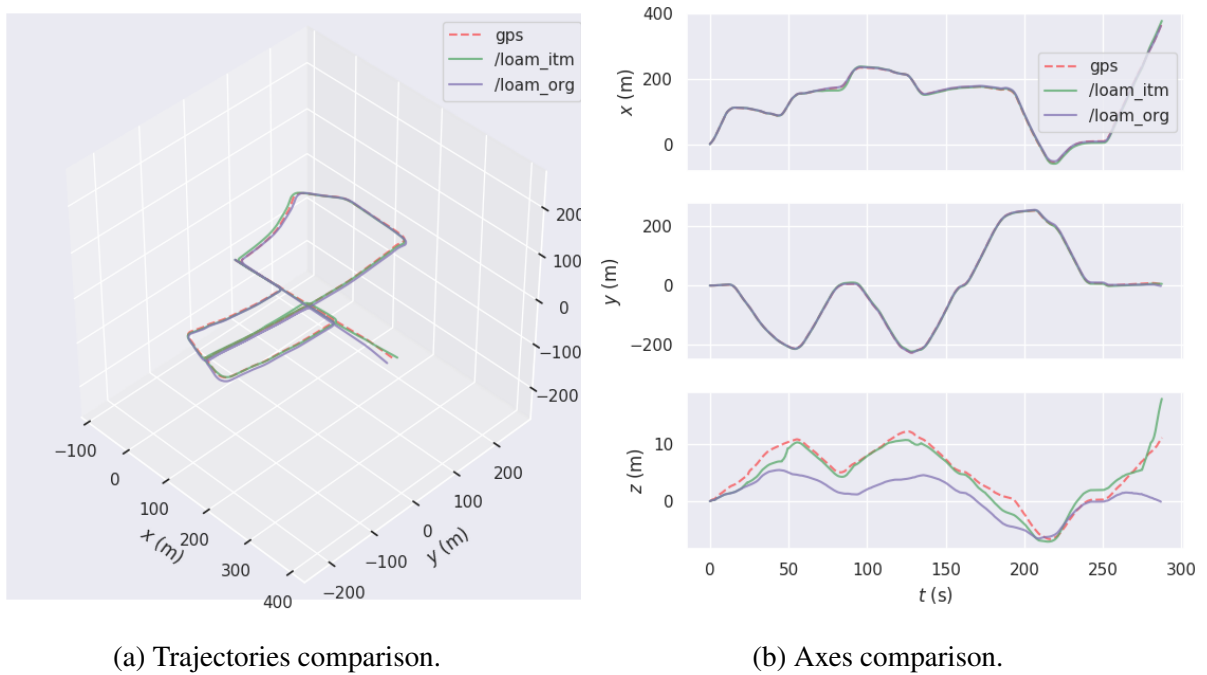 gps
/loam_itm
/loam_org
200
100
0
−100
−200
−100
0
100
200
300
400
x (m)
−200
−100
0
100
200
y (m)
400
200
0
x (m)
gps
/loam_itm
/loam_org
200
0
−200
y (m)
10
0
z (m)
0 50 100 150 200 250 300
t (s)
(a) Trajectories comparison.
(b) Axes comparison.